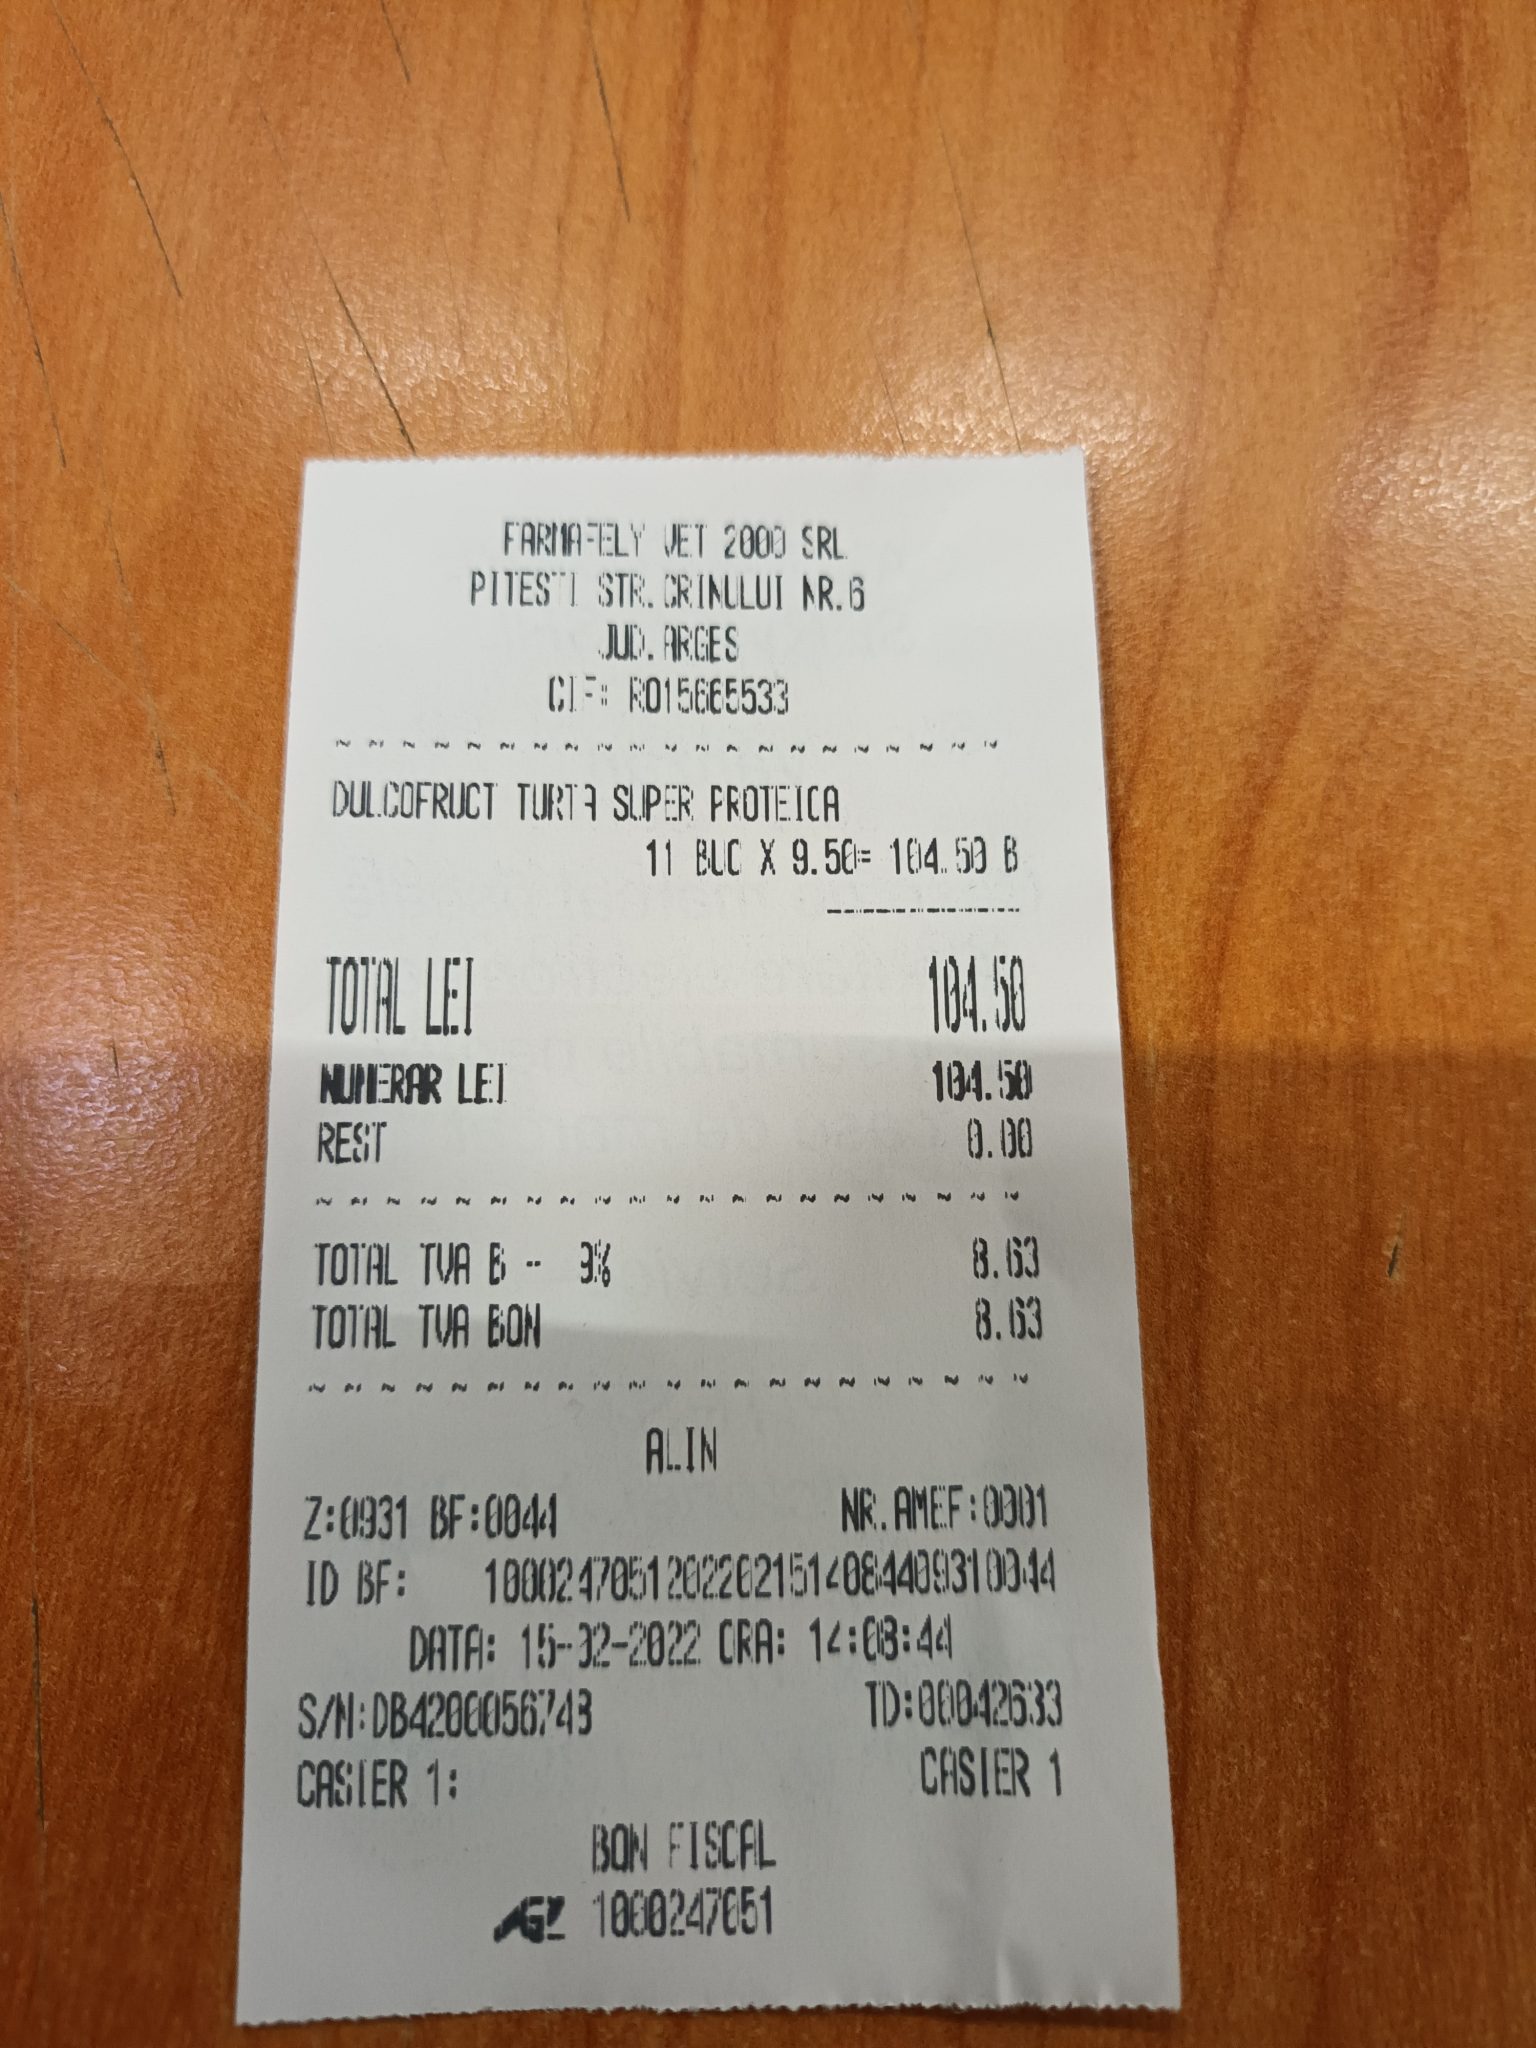 FARMAFELY VET 2000 SRL
PITESTI STR.CRINULUI NR.6
JUD.ARGES
CIF: RO15665533
DULCOFRUCT TURTA SUPER PROTEICA
11 BUC X 9.50= 104.50 B
TOTAL LEI 104.50
NUMERAR LEI 104.50
REST 0.00
TOTAL TVA B - 9% 8.63
TOTAL TVA BON 8.63
ALIN
Z:0931 BF:0044 NR.AMEF:0001
ID BF: 10002470512022021514084409310044
DATA: 15-02-2022 ORA: 14:08:44
S/N:DB4200056748 TD:00042633
CASIER 1: CASIER 1
BON FISCAL
1000247051